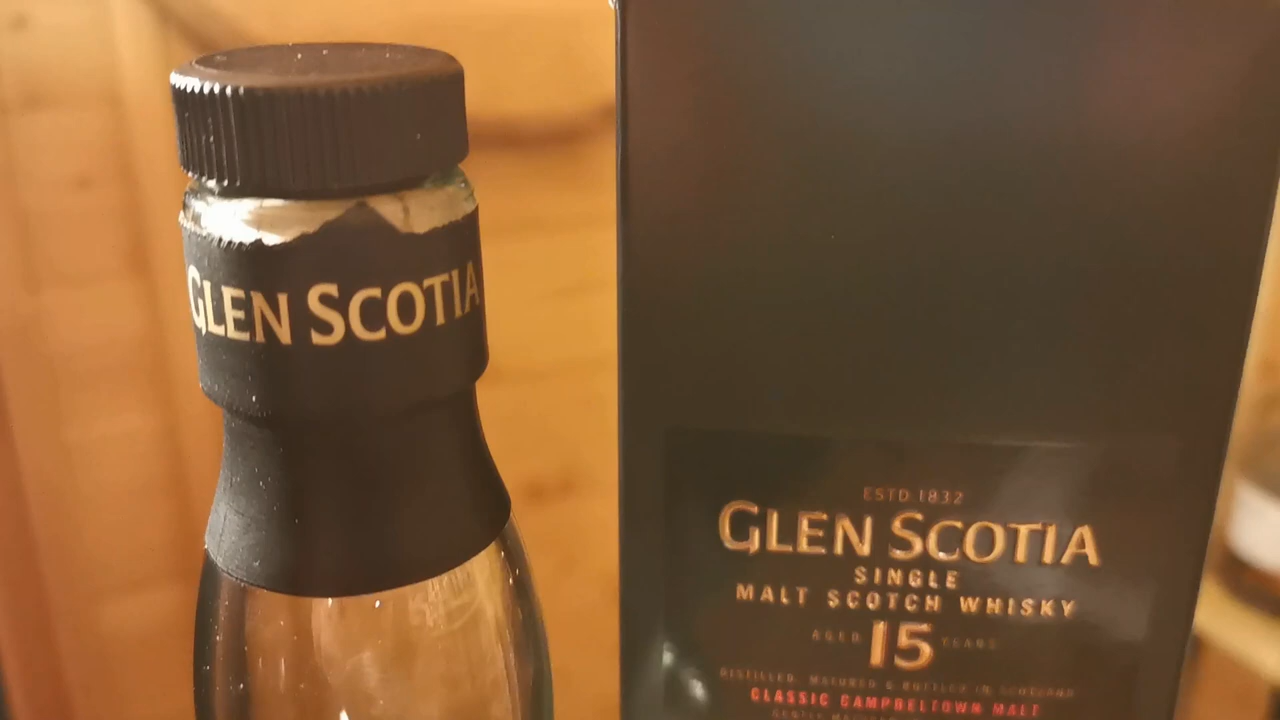 GLEN SCOTIA
ESTD 1832
GLEN SCOTIA
SINGLE
MALT SCOTCH WHISKY
AGED 15 YEARS
DISTILLED, MATURED & BOTTLED IN SCOTLAND
CLASSIC CAMPBELTOWN MALT